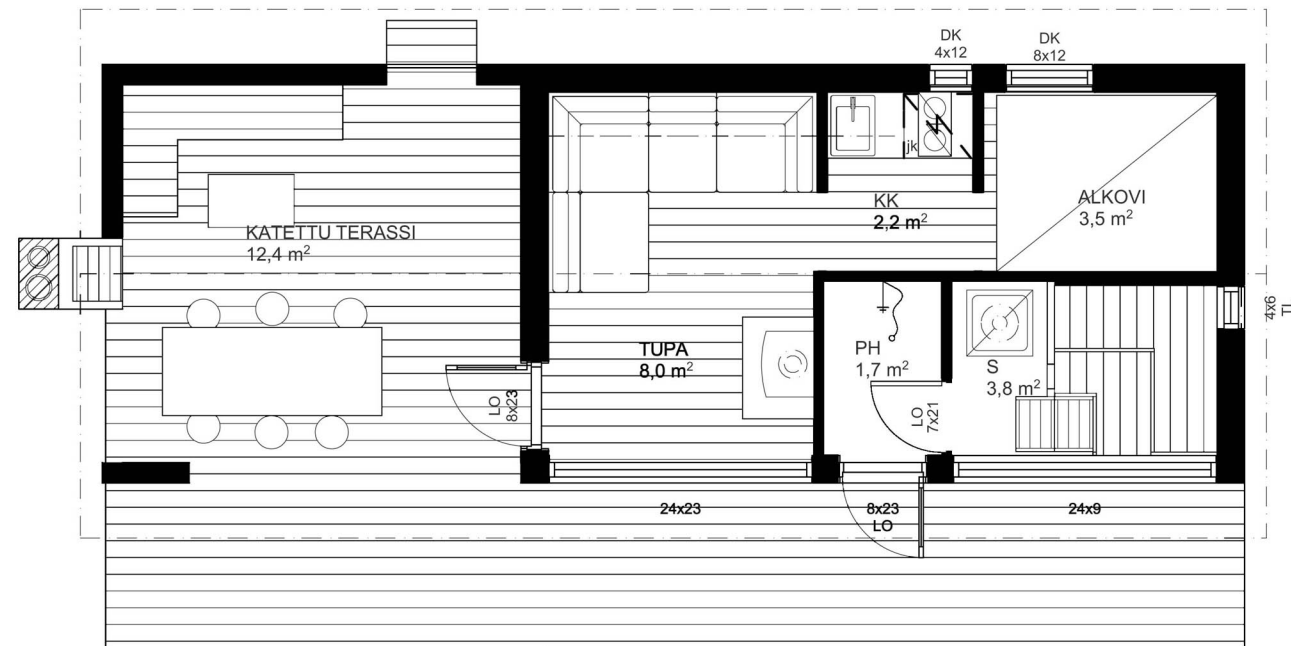 DK
4x12
DK
8x12
jk
KK
2,2 m²
ALKOVI
3,5 m²
KATETTU TERASSI
12,4 m²
4x6
TI
TUPA
8,0 m²
PH
1,7 m²
S
3,8 m²
LO
8x23
LO
7x21
24x23
8x23
LO
24x9